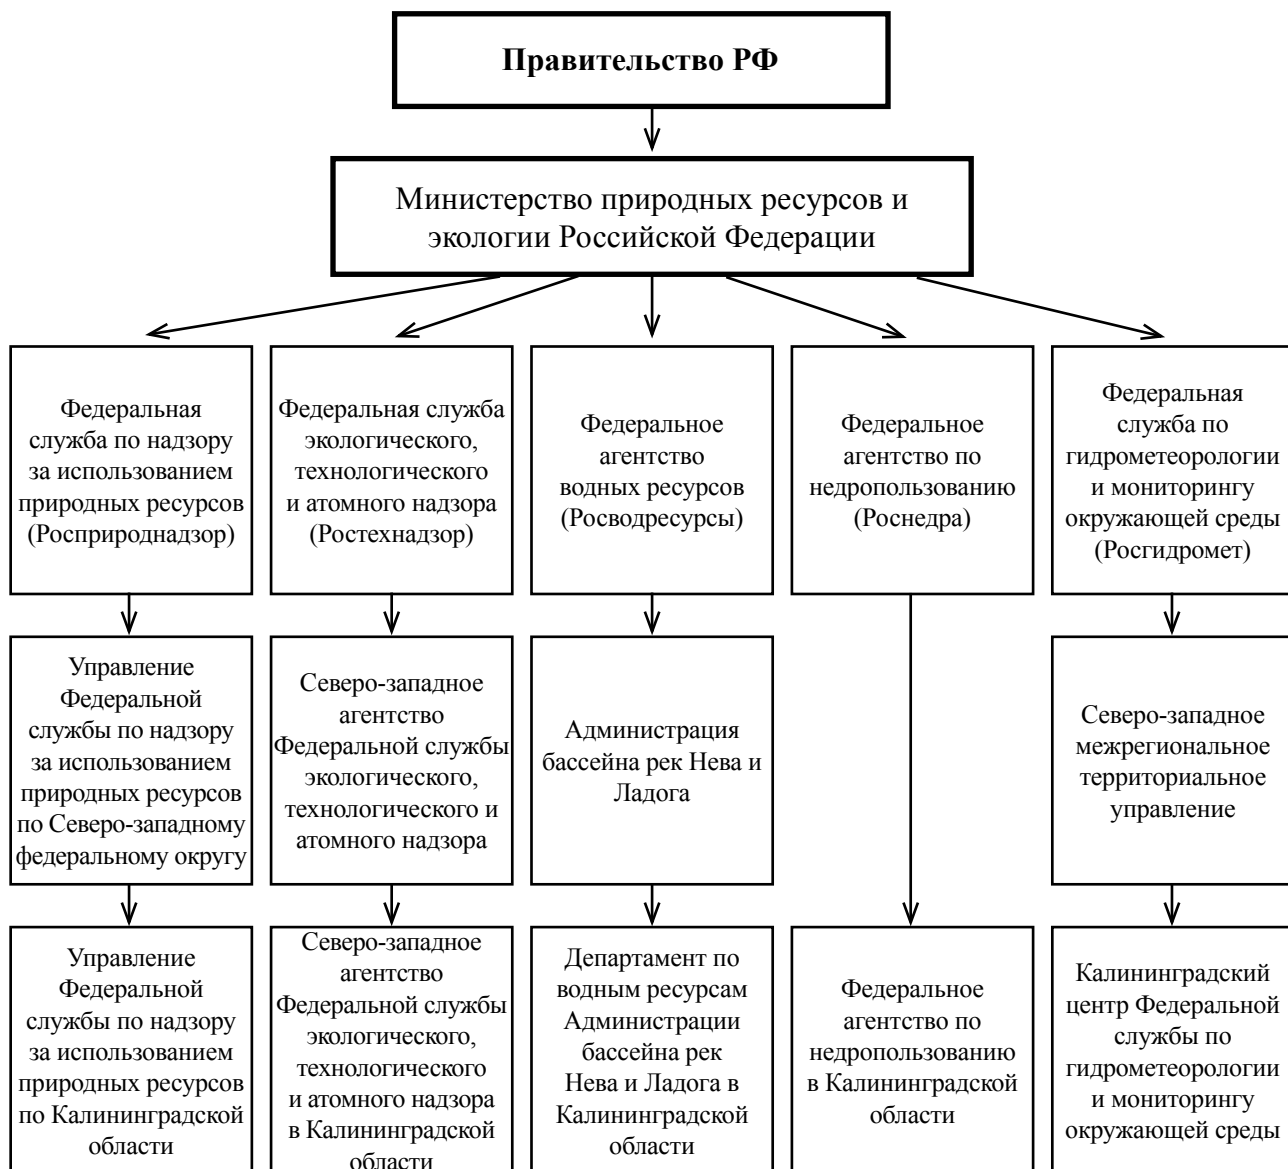 Правительство РФ
Министерство природных ресурсов и
экологии Российской Федерации
Федеральная
служба по надзору
за использованием
природных ресурсов
(Росприроднадзор)
Федеральная служба
экологического,
технологического
и атомного надзора
(Ростехнадзор)
Федеральное
агентство
водных ресурсов
(Росводресурсы)
Федеральное
агентство по
недропользованию
(Роснедра)
Федеральная
служба по
гидрометеорологии
и мониторингу
окружающей среды
(Росгидромет)
Управление
Федеральной
службы по надзору
за использованием
природных ресурсов
по Северо-западному
федеральному округу
Северо-западное
агентство
Федеральной службы
экологического,
технологического и
атомного надзора
Администрация
бассейна рек Нева и
Ладога
Северо-западное
межрегиональное
территориальное
управление
Управление
Федеральной
службы по надзору
за использованием
природных ресурсов
по Калининградской
области
Северо-западное
агентство
Федеральной службы
экологического,
технологического
и атомного надзора
в Калининградской
области
Департамент по
водным ресурсам
Администрации
бассейна рек
Нева и Ладога в
Калининградской
области
Федеральное
агентство по
недропользованию
в Калининградской
области
Калининградский
центр Федеральной
службы по
гидрометеорологии
и мониторингу
окружающей среды